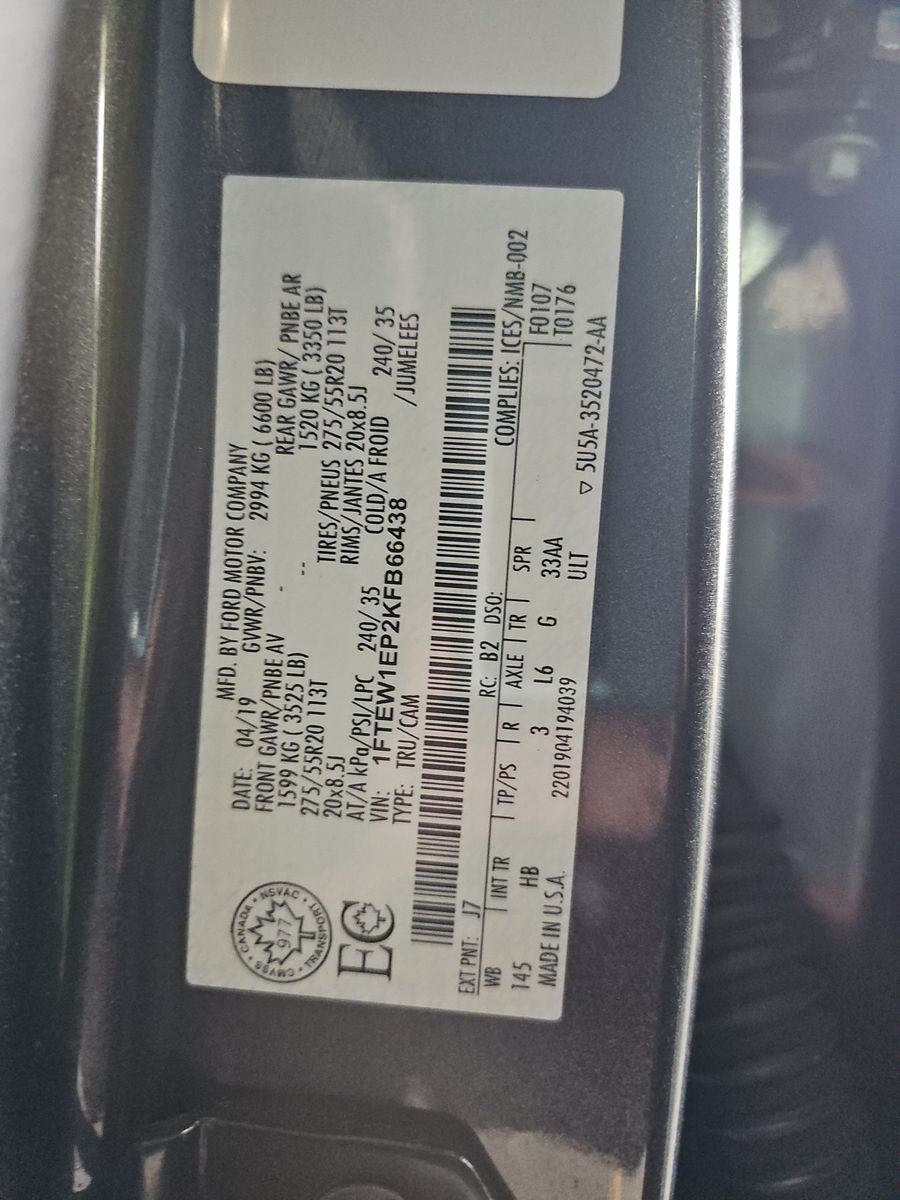 MFD. BY FORD MOTOR COMPANY
DATE: 04/19 GVWR/PNBV: 2994 KG ( 6600 LB)
FRONT GAWR/PNBE AV - REAR GAWR/ PNBE AR
1599 KG ( 3525 LB) -- 1520 KG ( 3350 LB)
275/55R20 113T TIRES/PNEUS 275/55R20 113T
20x8.5J RIMS/JANTES 20x8.5J
AT/A kPa/PSI/LPC 240/ 35 COLD/A FROID 240/ 35
VIN: 1FTEW1EP2KFB66438 /JUMELEES
TYPE: TRU/CAM
CANADA • NSVAC • TRANSPORT • CMVSS •
977
EC
EXT PNT: J7 RC: B2 DSO: COMPLIES: ICES/NMB-002
WB INT TR TP/PS R AXLE TR SPR F0107
145 HB 3 L6 G 33AA T0176
MADE IN U.S.A. 2201904194039 ULT
▽ 5U5A-3520472-AA